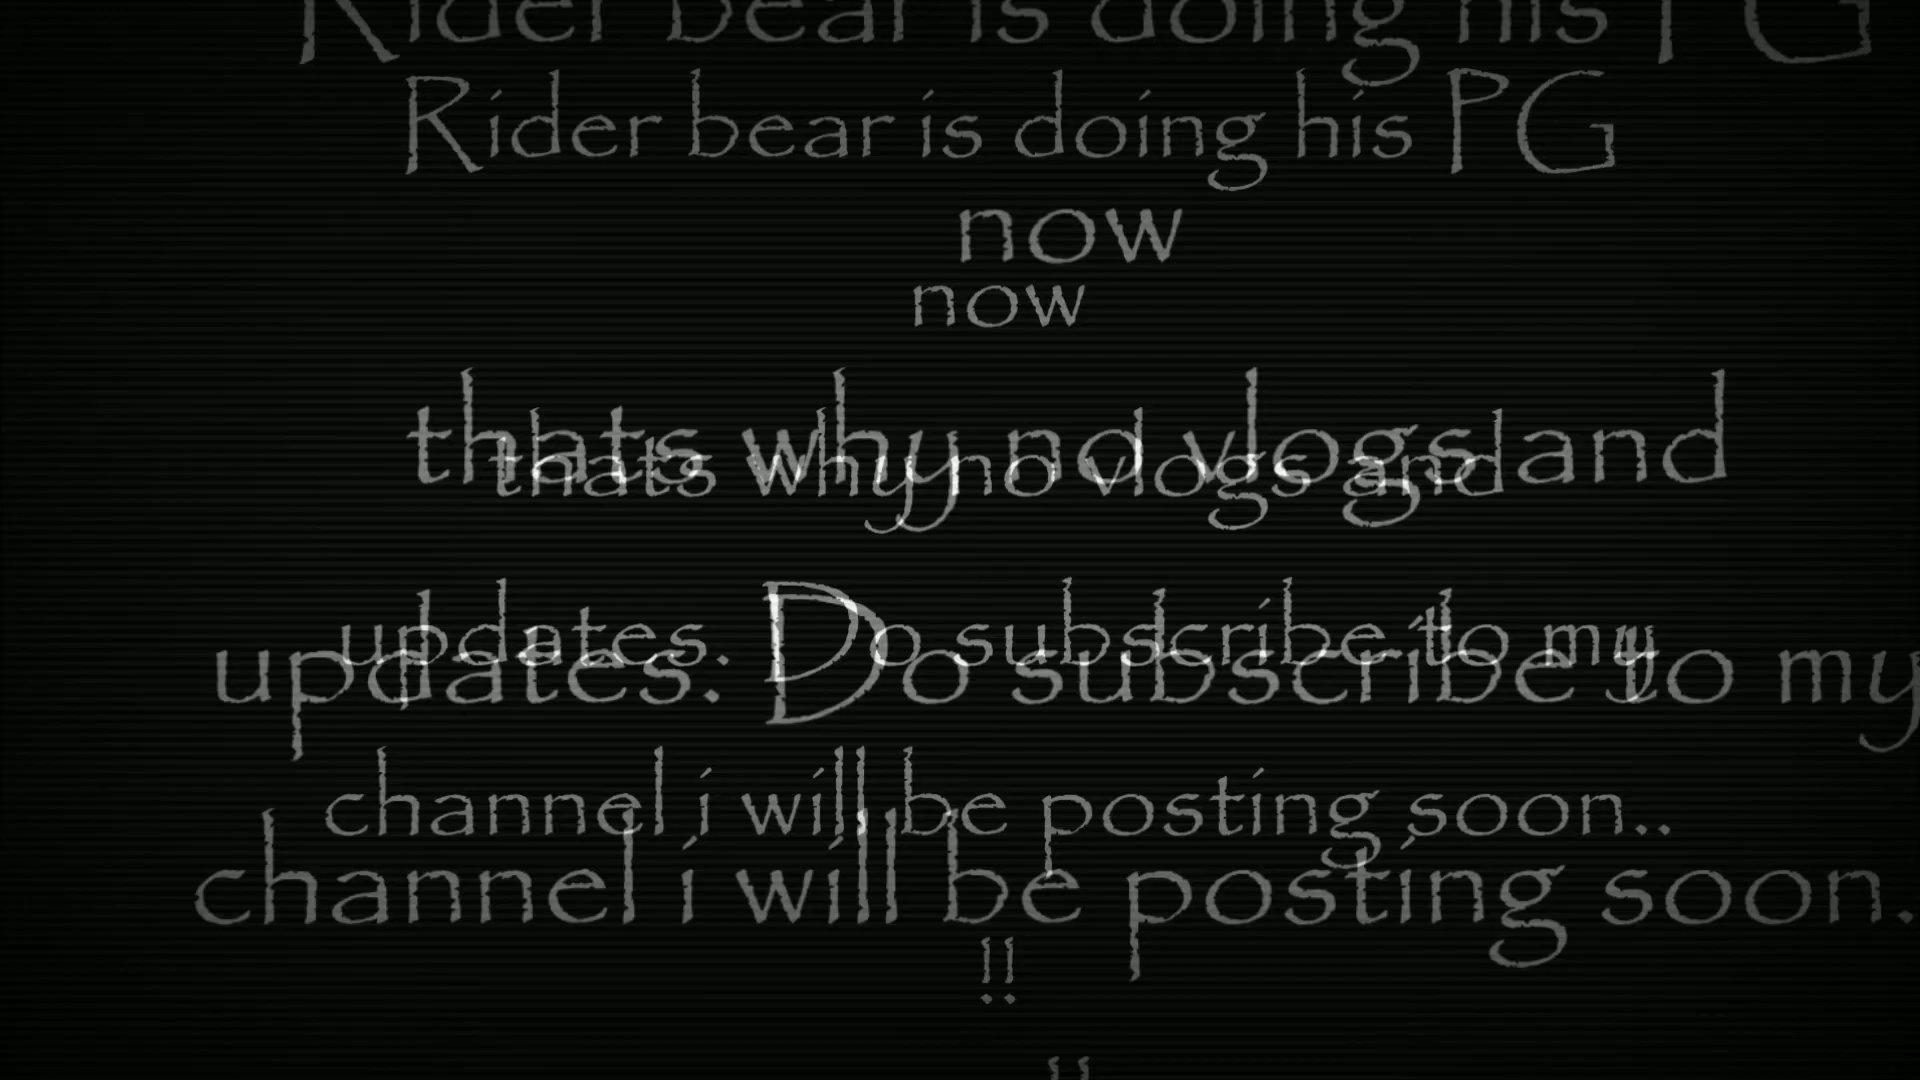 Rider bear is doing his PG
Rider bear is doing his PG
now
now
thats why no vlogs and
thats why no vlogs and
updates. Do subscribe to my
updates. Do subscribe to my
channel i will be posting soon..
channel i will be posting soon.
!!
!!